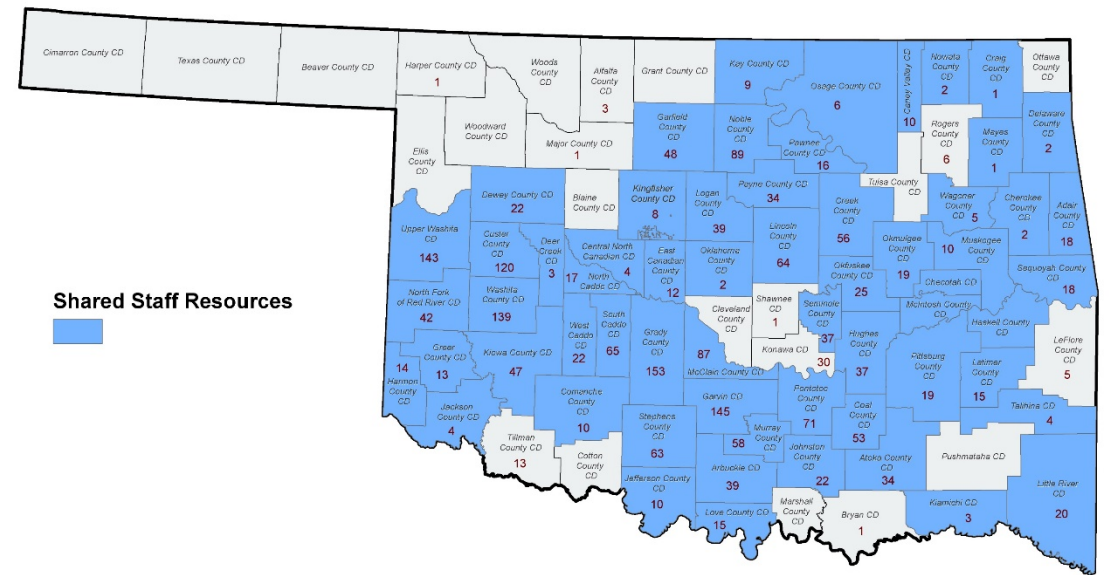 Cimarron County CD
Texas County CD
Beaver County CD
Harper County CD
1
Woods
County
CD
Alfalfa
County
CD
3
Grant County CD
Kay County CD
9
Osage County CD
6
Caney Valley CD
10
Nowata
County
CD
2
Craig
County
CD
1
Ottawa
County
CD
Ellis
County
CD
Woodward
County CD
Major County CD
1
Garfield
County
CD
48
Noble
County
CD
89
Pawnee
County CD
16
Rogers
County
CD
6
Mayes
County
CD
1
Delaware
County
CD
2
Dewey County CD
22
Blaine
County CD
Kingfisher
County CD
8
Logan
County
CD
39
Payne County CD
34
Tulsa County
CD
Creek
County
CD
56
Wagoner
County
CD
5
Cherokee
County
CD
2
Adair
County
CD
18
Upper Washita
CD
143
Custer
County
CD
120
Deer
Creek
CD
3
Central North
Canadian CD
4
17
North
Caddo CD
East
Canadian
County
CD
12
Oklahoma
County
CD
2
Lincoln
County
CD
64
Okmulgee
County
CD
19
10
Muskogee
County
CD
Sequoyah County
CD
18
Shared Staff Resources
North Fork
of Red River CD
42
Washita
County CD
139
West
Caddo
CD
22
South
Caddo
CD
65
Grady
County
CD
153
Cleveland
County
CD
Shawnee
CD
1
Seminole
County
CD
37
Okfuskee
County CD
25
Checotah CD
McIntosh County
CD
Haskell County
CD
LeFlore
County
CD
5
Greer
County CD
13
Kiowa County CD
47
87
McClain County CD
Konawa CD
30
Hughes
County
CD
37
Pittsburg
County
CD
19
Latimer
County
CD
15
14
Harmon
County
CD
Jackson
County CD
4
Comanche
County
CD
10
Garvin CD
145
Pontotoc
CD
71
Coal
County
CD
53
Talihina CD
4
Tillman
County CD
13
Cotton
County
CD
Stephens
County
CD
63
58
Murray
County
CD
Arbuckle CD
39
Johnston
County
CD
22
Atoka County
CD
34
Pushmataha CD
Jefferson County
CD
10
Love County CD
15
Marshall
County
CD
Bryan CD
1
Kiamichi CD
3
Little River
CD
20